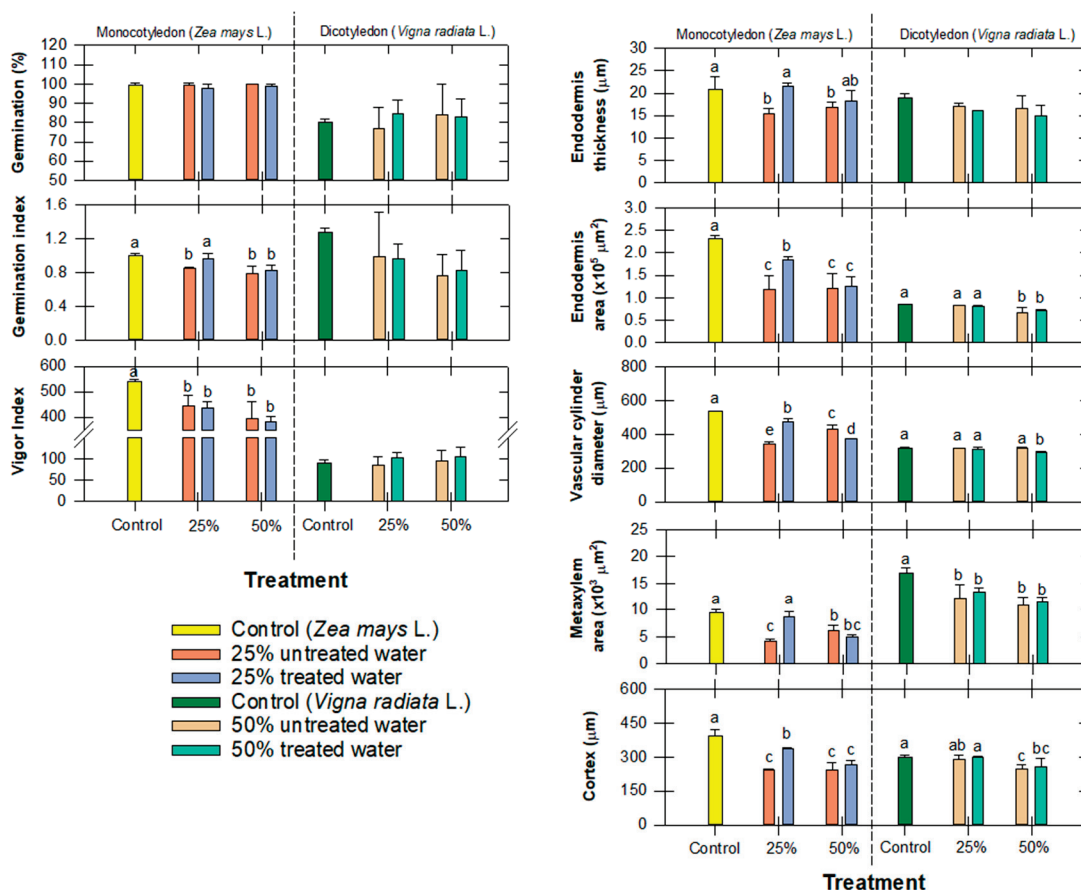 Monocotyledon (Zea mays L.) Dicotyledon (Vigna radiata L.)
Gemination (%)
120
110
100
90
80
70
60
50
Germination index
1.6
1.2
0.8
0.4
0.0
a b a b b
Vigor Index
600
500
400
100
50
0
a b b b b
Control 25% 50% Control 25% 50%
Treatment
Control (Zea mays L.)
25% untreated water
25% treated water
Control (Vigna radiata L.)
50% untreated water
50% treated water
Monocotyledon (Zea mays L.) Dicotyledon (Vigna radiata L.)
Endodermis
thickness (μm)
30
25
20
15
10
5
0
a b a b ab
Endodermis
area (x10⁵ μm²)
3.0
2.5
2.0
1.5
1.0
0.5
0.0
a c b c c a a a b b
Vascular cylinder
diameter (μm)
800
600
400
200
0
a e b c d a a a a b
Metaxylem
area (x10³ μm²)
25
20
15
10
5
0
a c a c bc a b b b b
Cortex (μm)
600
450
300
150
0
a c b c c a ab a c bc
Control 25% 50% Control 25% 50%
Treatment